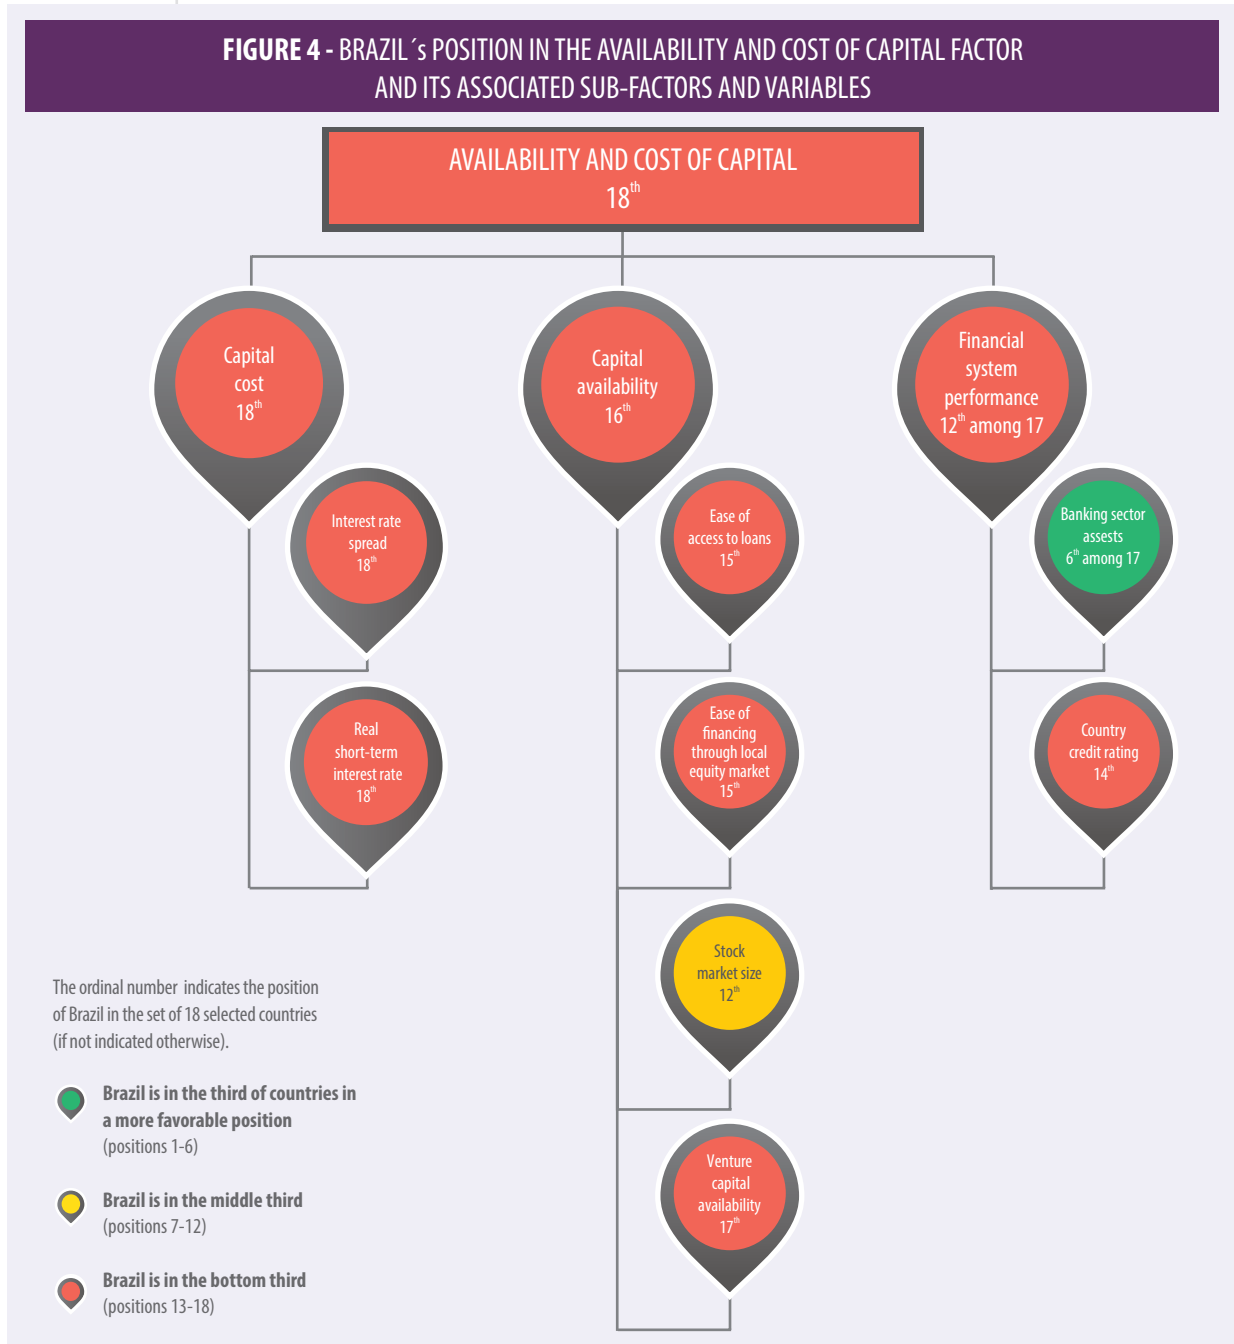 FIGURE 4 - BRAZIL ´s POSITION IN THE AVAILABILITY AND COST OF CAPITAL FACTOR
AND ITS ASSOCIATED SUB-FACTORS AND VARIABLES
AVAILABILITY AND COST OF CAPITAL
18th
Capital
cost
18th
Interest rate
spread
18th
Real
short-term
interest rate
18th
Capital
availability
16th
Ease of
access to loans
15th
Ease of
financing
through local
equity market
15th
Stock
market size
12th
Venture
capital
availability
17th
Financial
system
performance
12th among 17
Banking sector
assests
6th among 17
Country
credit rating
14th
The ordinal number indicates the position
of Brazil in the set of 18 selected countries
(if not indicated otherwise).
Brazil is in the third of countries in
a more favorable position
(positions 1-6)
Brazil is in the middle third
(positions 7-12)
Brazil is in the bottom third
(positions 13-18)